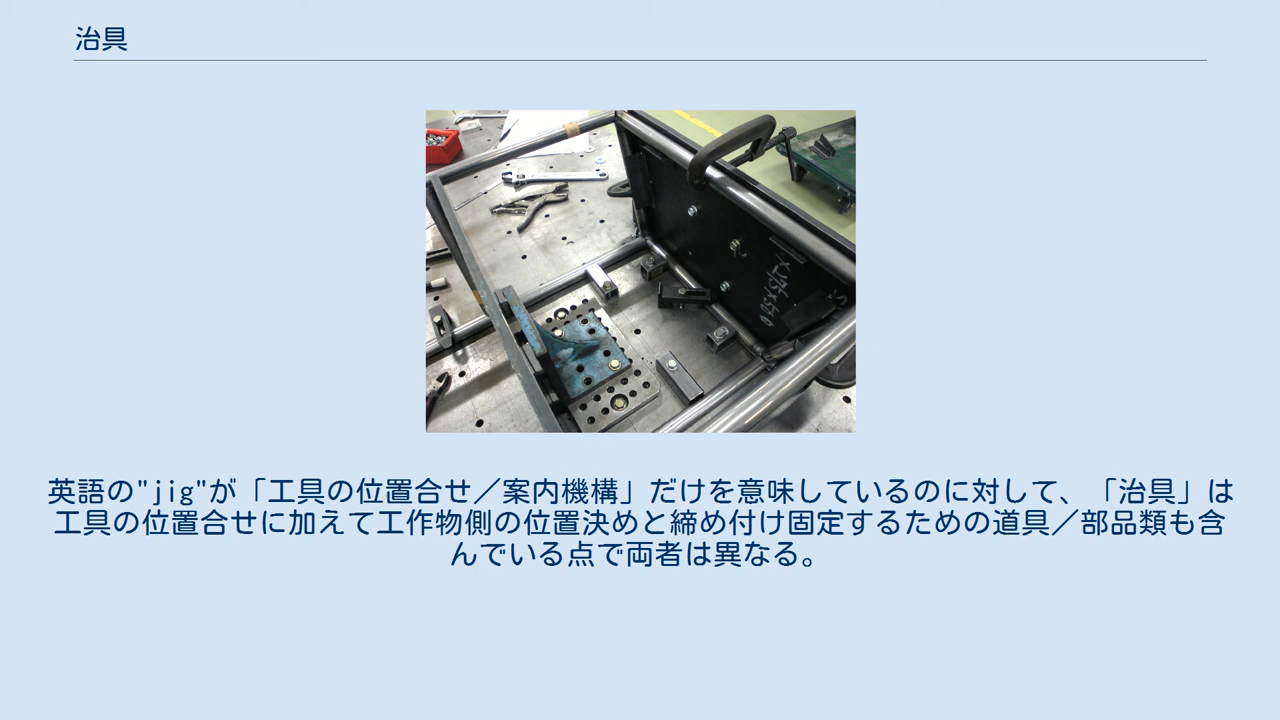 治具
英語の"jig"が「工具の位置合せ／案内機構」だけを意味しているのに対して、「治具」は
工具の位置合せに加えて工作物側の位置決めと締め付け固定するための道具／部品類も含
んでいる点で両者は異なる。